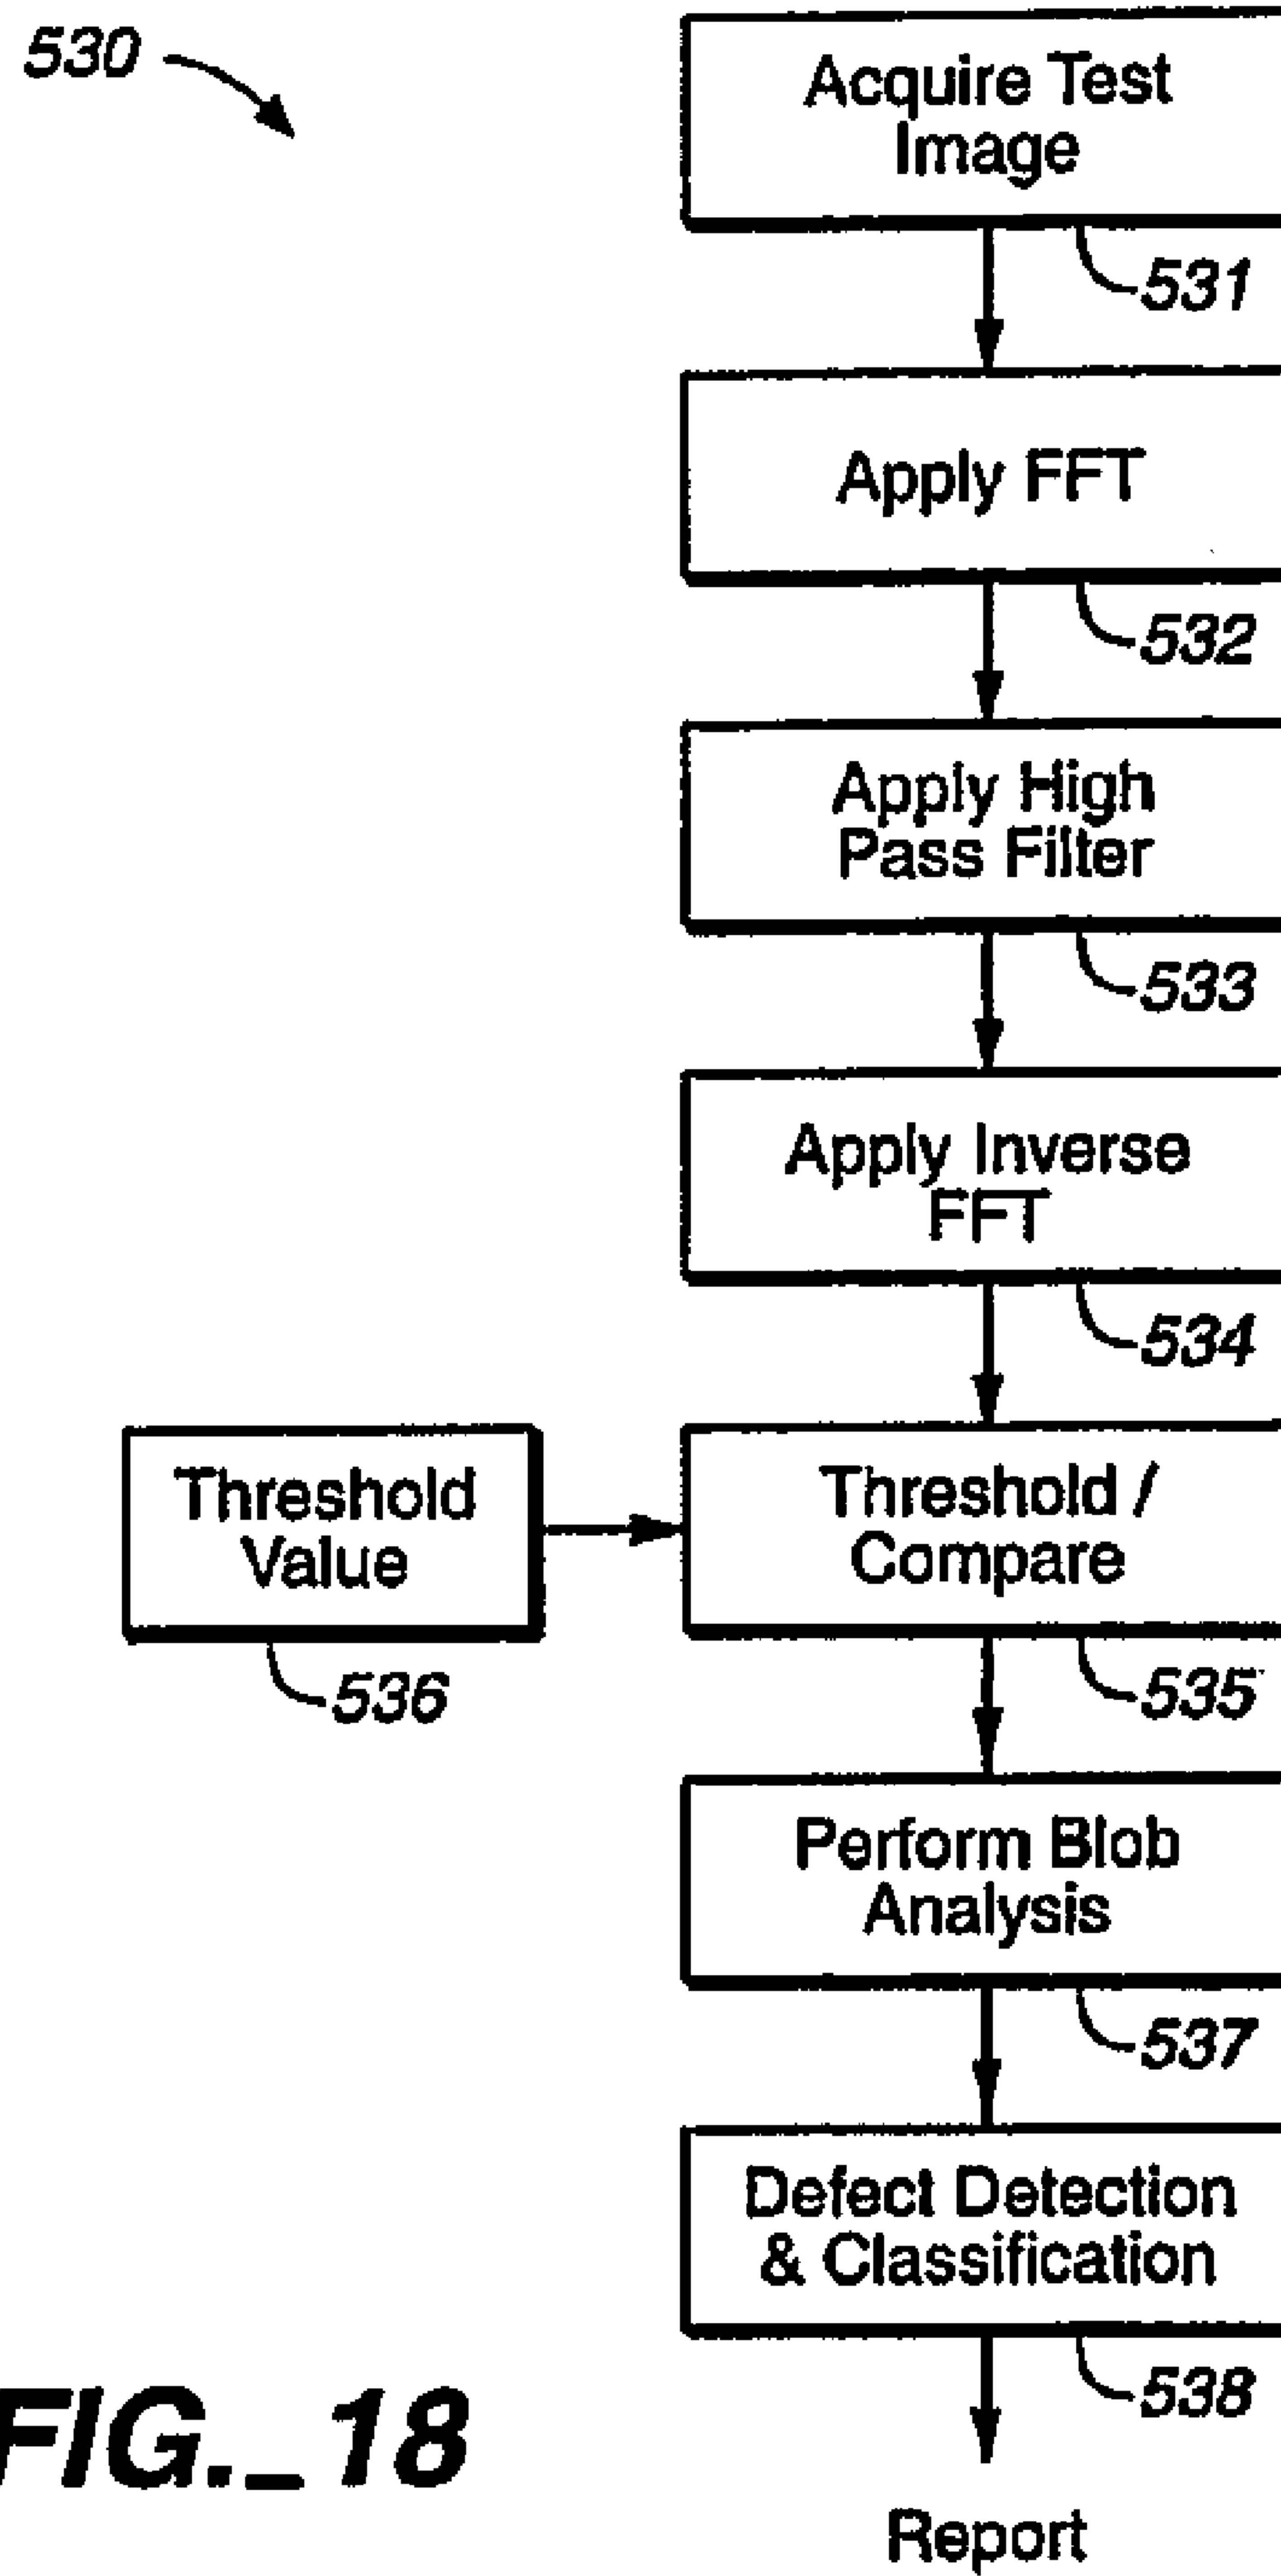 530
Acquire Test
Image
531
Apply FFT
532
Apply High
Pass Filter
533
Apply Inverse
FFT
534
Threshold
Value
536
Threshold /
Compare
535
Perform Blob
Analysis
537
Defect Detection
& Classification
538
Report
FIG._18